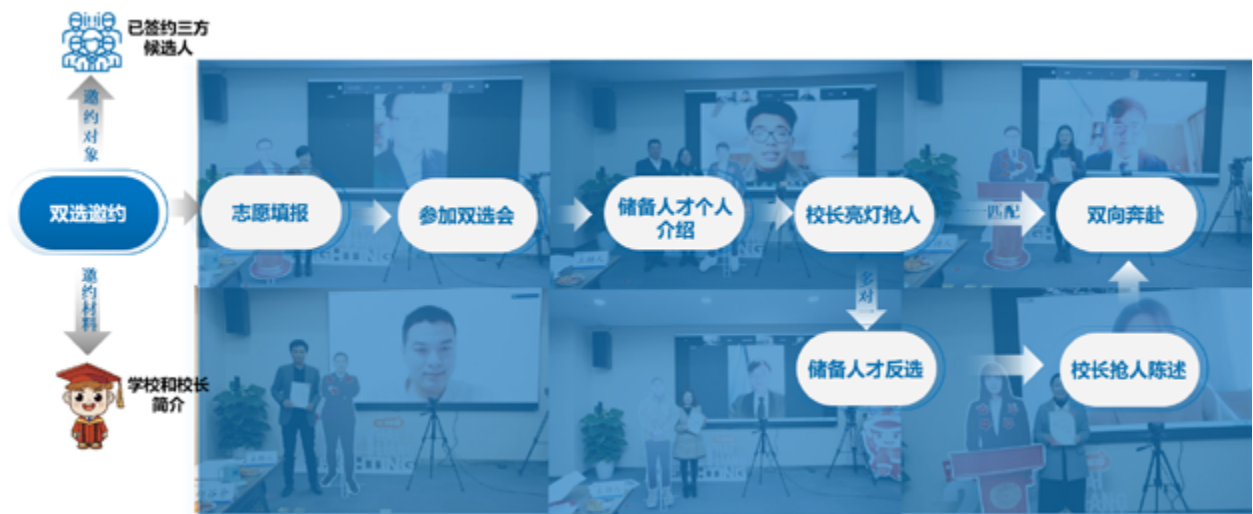 已签约三方
候选人
邀约对象
双选邀约
志愿填报
参加双选会
储备人才个人
介绍
校长亮灯抢人
匹配
双向奔赴
邀约材料
多对
学校和校长
简介
储备人才反选
校长抢人陈述